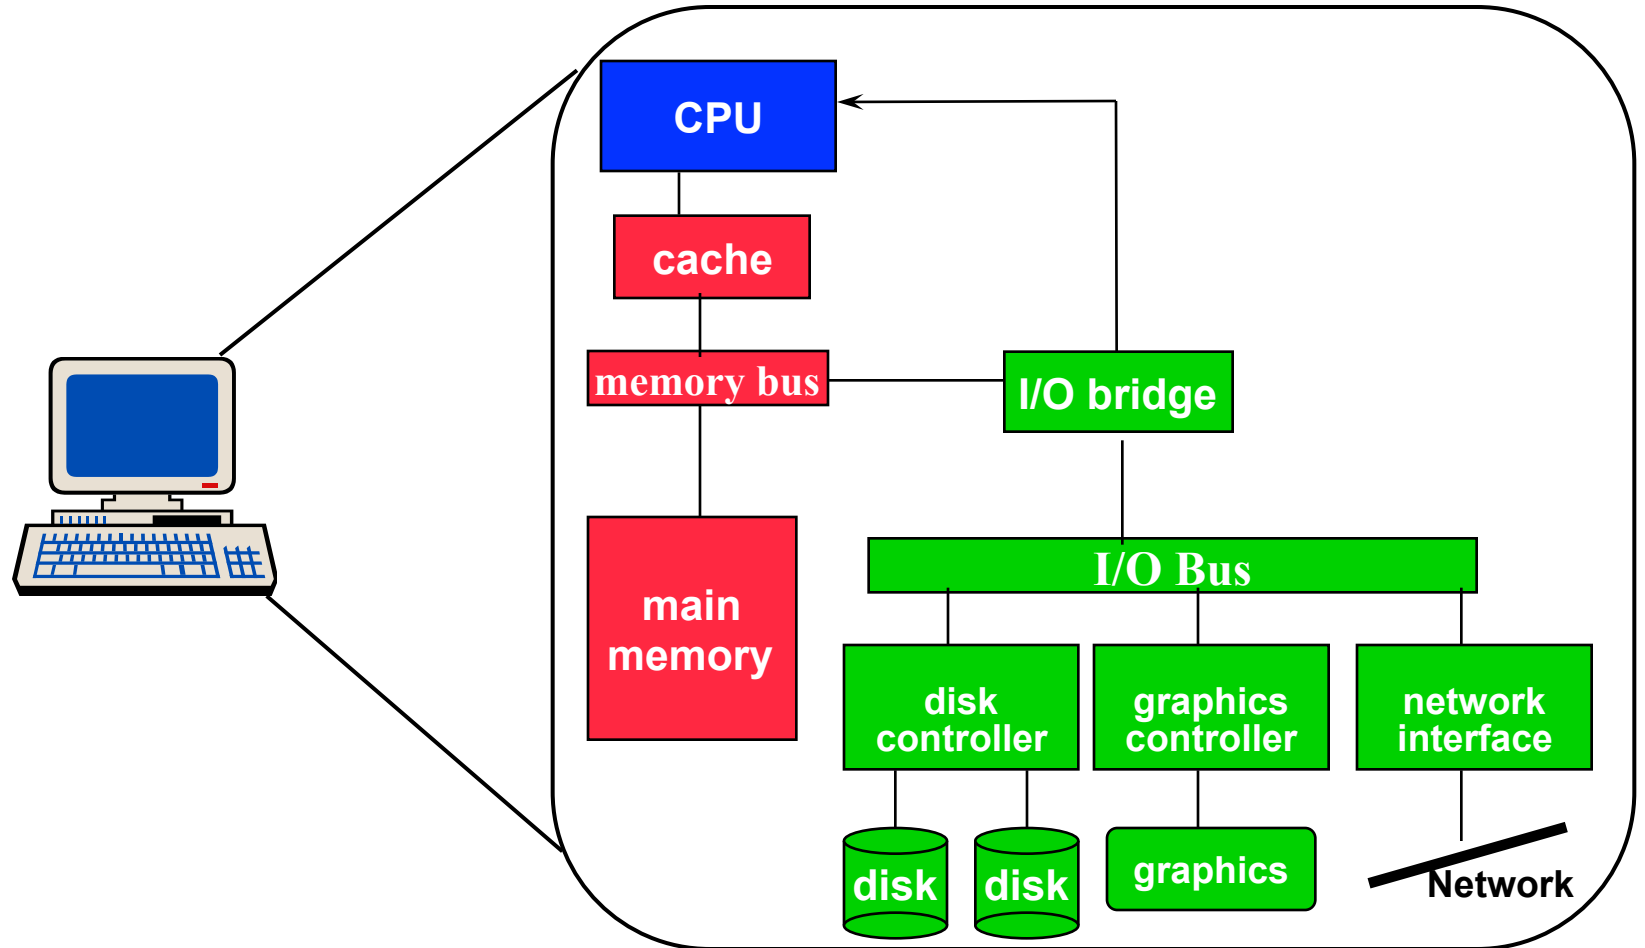 CPU
cache
memory bus
I/O bridge
I/O Bus
main
memory
disk
controller
graphics
controller
network
interface
disk
disk
graphics
Network